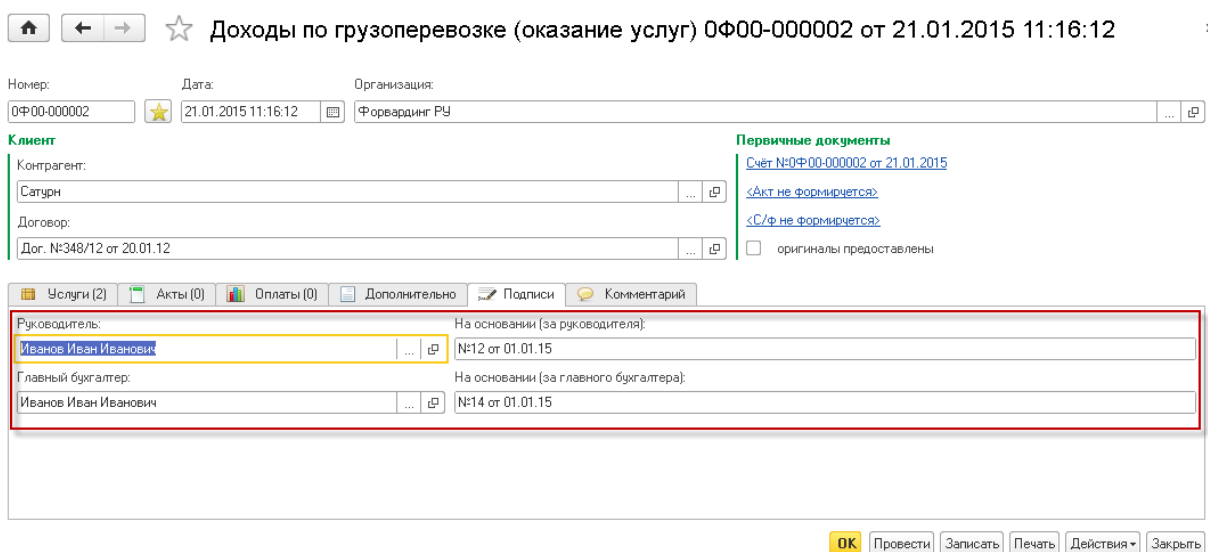 Доходы по грузоперевозке (оказание услуг) 0Ф00-000002 от 21.01.2015 11:16:12
Номер: Дата: Организация:
0Ф00-000002 21.01.2015 11:16:12 Форвардинг РУ ...
Клиент Первичные документы
Контрагент: Счёт №0Ф00-000002 от 21.01.2015
Сатурн ... <Акт не формируется>
Договор: <С/ф не формируется>
Дог. №348/12 от 20.01.12 ... оригиналы предоставлены
Услуги (2) Акты (0) Оплаты (0) Дополнительно Подписи Комментарий
Руководитель: На основании (за руководителя):
Иванов Иван Иванович ... №12 от 01.01.15
Главный бухгалтер: На основании (за главного бухгалтера):
Иванов Иван Иванович ... №14 от 01.01.15
ОК Провести Записать Печать Действия Закрыть